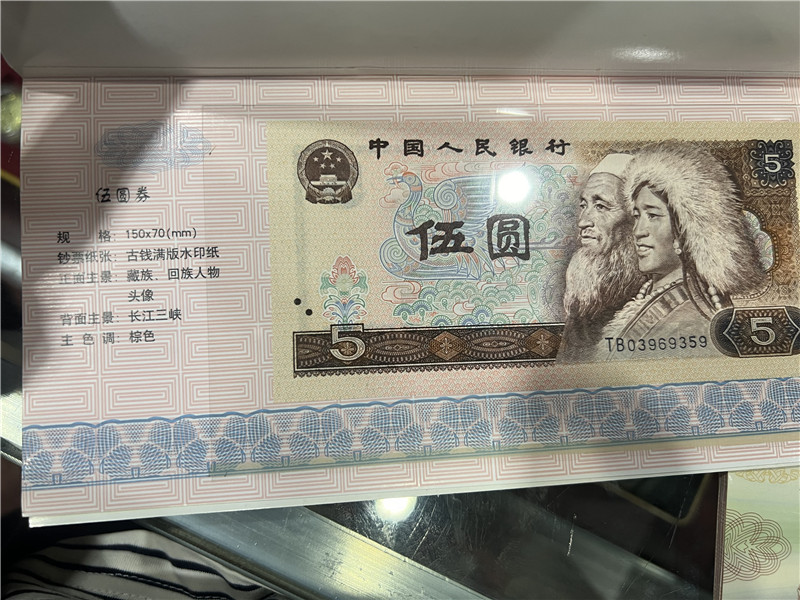 伍圆券
规 格：150x70(mm)
钞票纸张：古钱满版水印纸
正面主景：藏族、回族人物
头像
背面主景：长江三峡
主 色 调：棕色
中国人民银行
伍圆
5
5
TB03969359
5